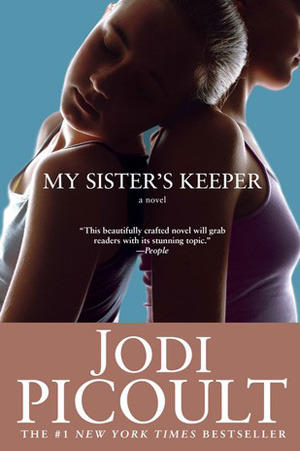 MY SISTER'S KEEPER
a novel
“This beautifully crafted novel will grab
readers with its stunning topic.”
—People
JODI
PICOULT
THE #1 NEW YORK TIMES BESTSELLER